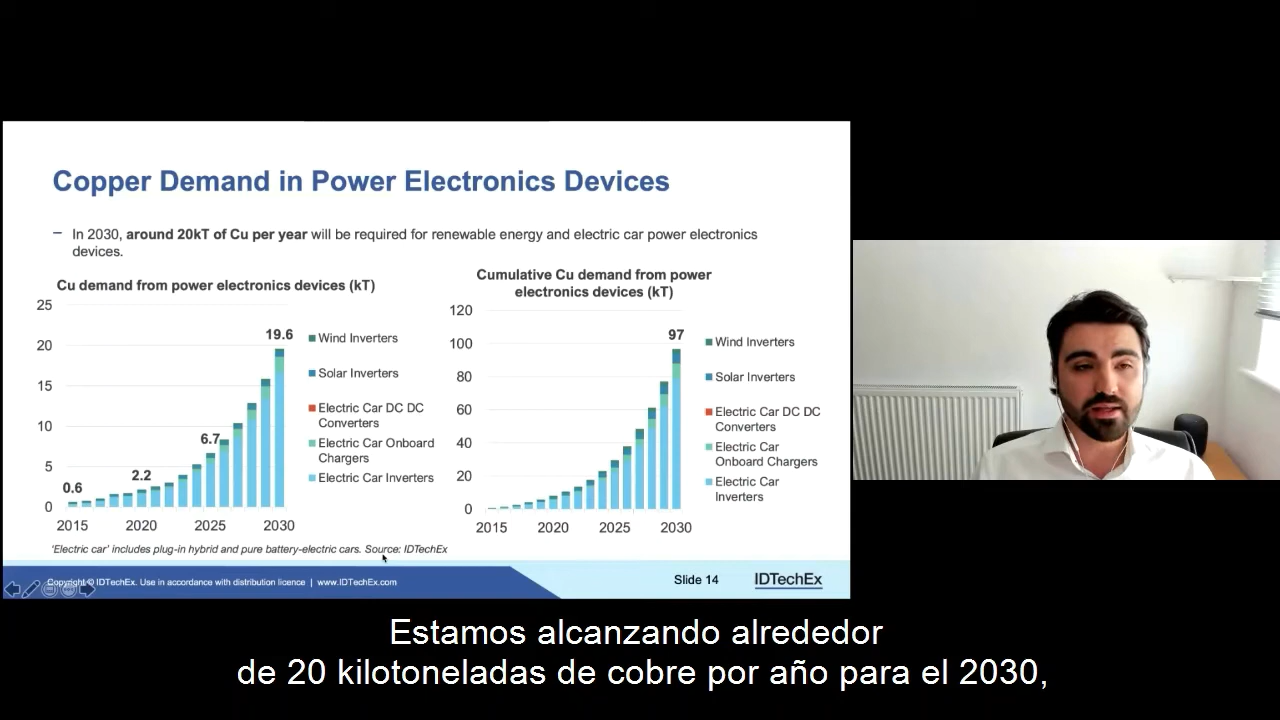 Copper Demand in Power Electronics Devices
– In 2030, around 20kT of Cu per year will be required for renewable energy and electric car power electronics
devices.
Cu demand from power electronics devices (kT)
25
20
15
10
5
0
0.6
2.2
6.7
19.6
2015
2020
2025
2030
Wind Inverters
Solar Inverters
Electric Car DC DC
Converters
Electric Car Onboard
Chargers
Electric Car Inverters
Cumulative Cu demand from power
electronics devices (kT)
120
100
80
60
40
20
0
97
2015
2020
2025
2030
Wind Inverters
Solar Inverters
Electric Car DC DC
Converters
Electric Car
Onboard Chargers
Electric Car
Inverters
'Electric car' includes plug-in hybrid and pure battery-electric cars. Source: IDTechEx
Copyright © IDTechEx. Use in accordance with distribution licence | www.IDTechEx.com
Slide 14
IDTechEx
Estamos alcanzando alrededor
de 20 kilotoneladas de cobre por año para el 2030,